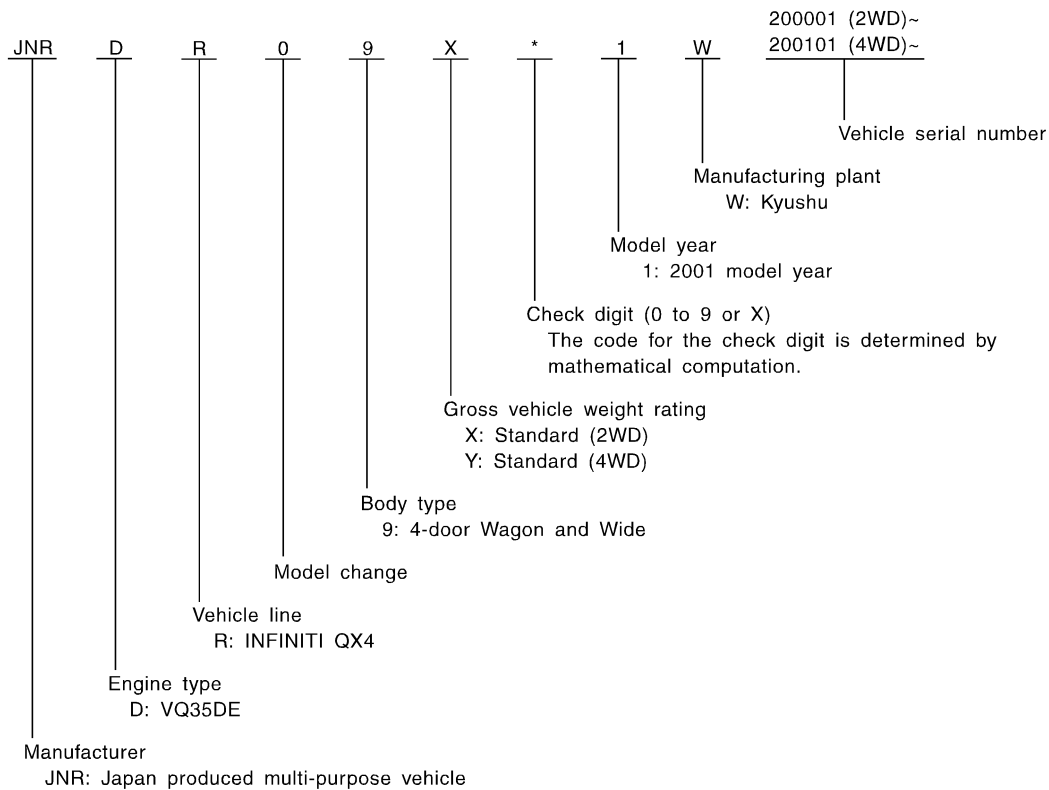 200001 (2WD)~
JNR D R 0 9 X * 1 W 200101 (4WD)~
Vehicle serial number
Manufacturing plant
W: Kyushu
Model year
1: 2001 model year
Check digit (0 to 9 or X)
The code for the check digit is determined by
mathematical computation.
Gross vehicle weight rating
X: Standard (2WD)
Y: Standard (4WD)
Body type
9: 4-door Wagon and Wide
Model change
Vehicle line
R: INFINITI QX4
Engine type
D: VQ35DE
Manufacturer
JNR: Japan produced multi-purpose vehicle